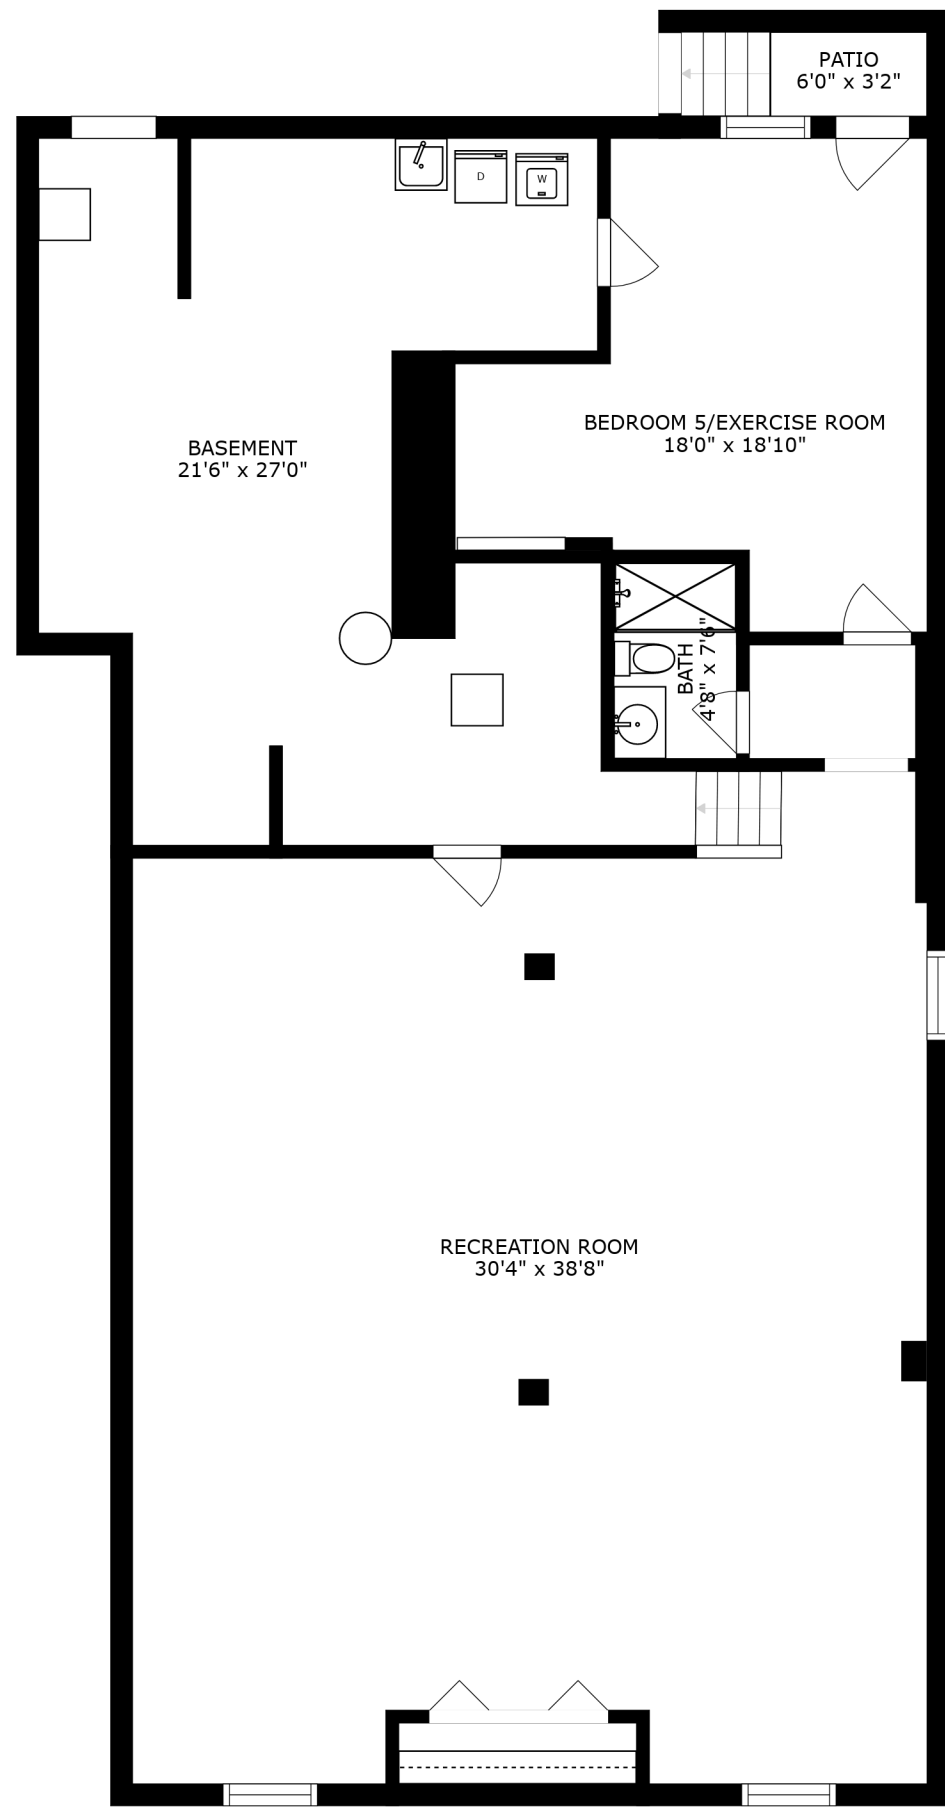 PATIO
6'0" x 3'2"
D
W
BEDROOM 5/EXERCISE ROOM
18'0" x 18'10"
BASEMENT
21'6" x 27'0"
BATH
4'8" x 7'6"
RECREATION ROOM
30'4" x 38'8"